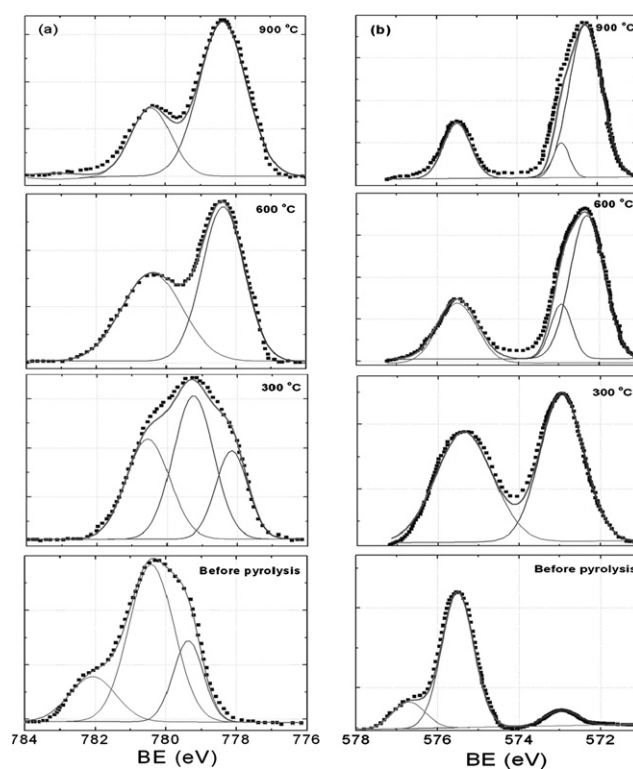 (a)
900 °C
600 °C
300 °C
Before pyrolysis
784 782 780 778 776
BE (eV)
(b)
900 °C
600 °C
300 °C
Before pyrolysis
578 576 574 572
BE (eV)